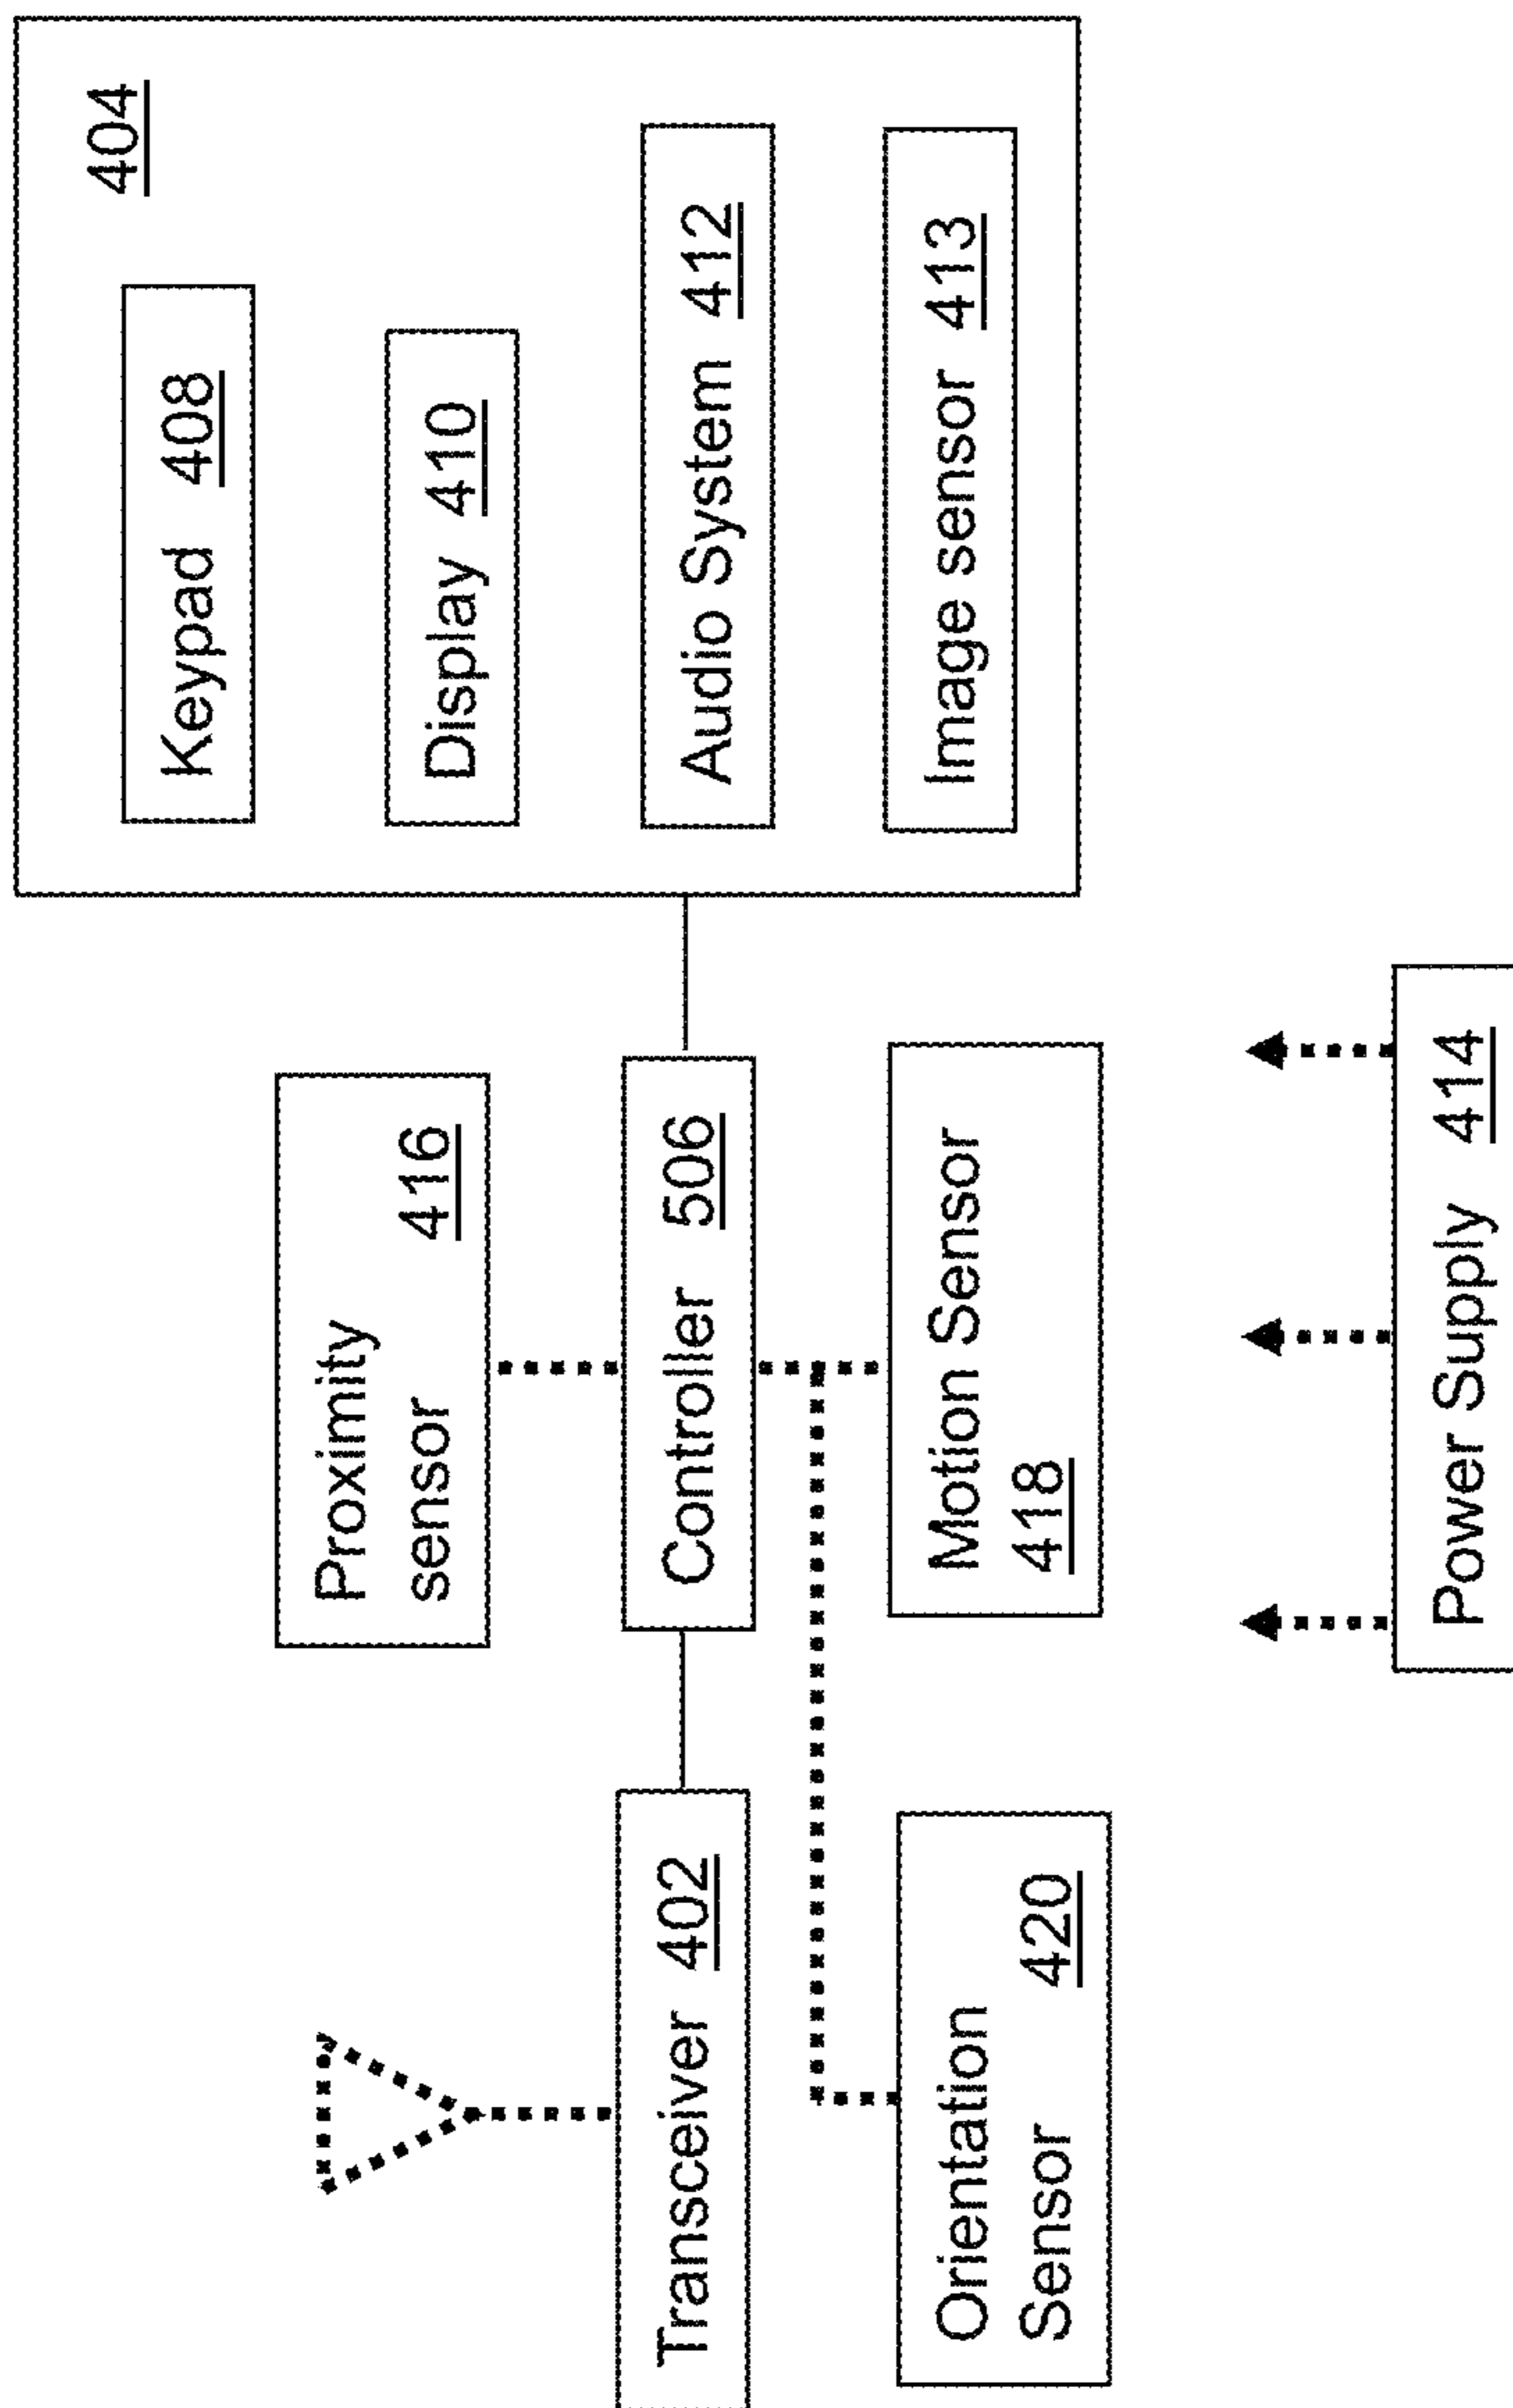 404
Keypad 408
Display 410
Audio System 412
Image sensor 413
Proximity
sensor 416
Controller 506
Motion Sensor
418
Transceiver 402
Orientation
Sensor 420
Power Supply 414